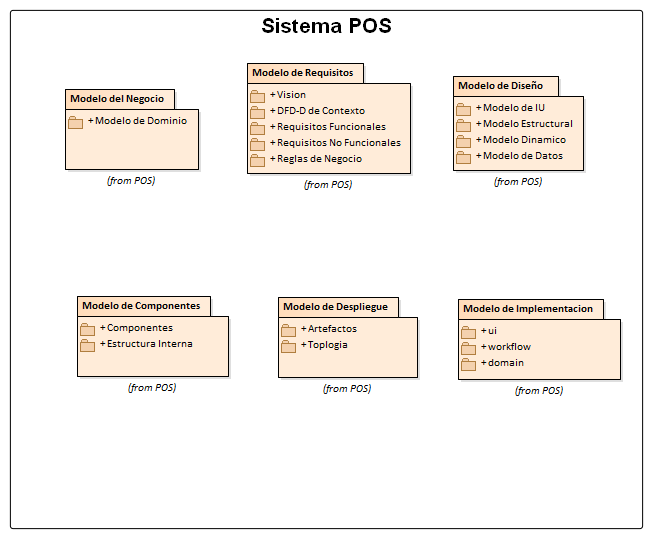 Sistema POS
Modelo del Negocio
+ Modelo de Dominio
(from POS)
Modelo de Requisitos
+ Vision
+ DFD-D de Contexto
+ Requisitos Funcionales
+ Requisitos No Funcionales
+ Reglas de Negocio
(from POS)
Modelo de Diseño
+ Modelo de IU
+ Modelo Estructural
+ Modelo Dinamico
+ Modelo de Datos
(from POS)
Modelo de Componentes
+ Componentes
+ Estructura Interna
(from POS)
Modelo de Despliegue
+ Artefactos
+ Toplogia
(from POS)
Modelo de Implementacion
+ ui
+ workflow
+ domain
(from POS)